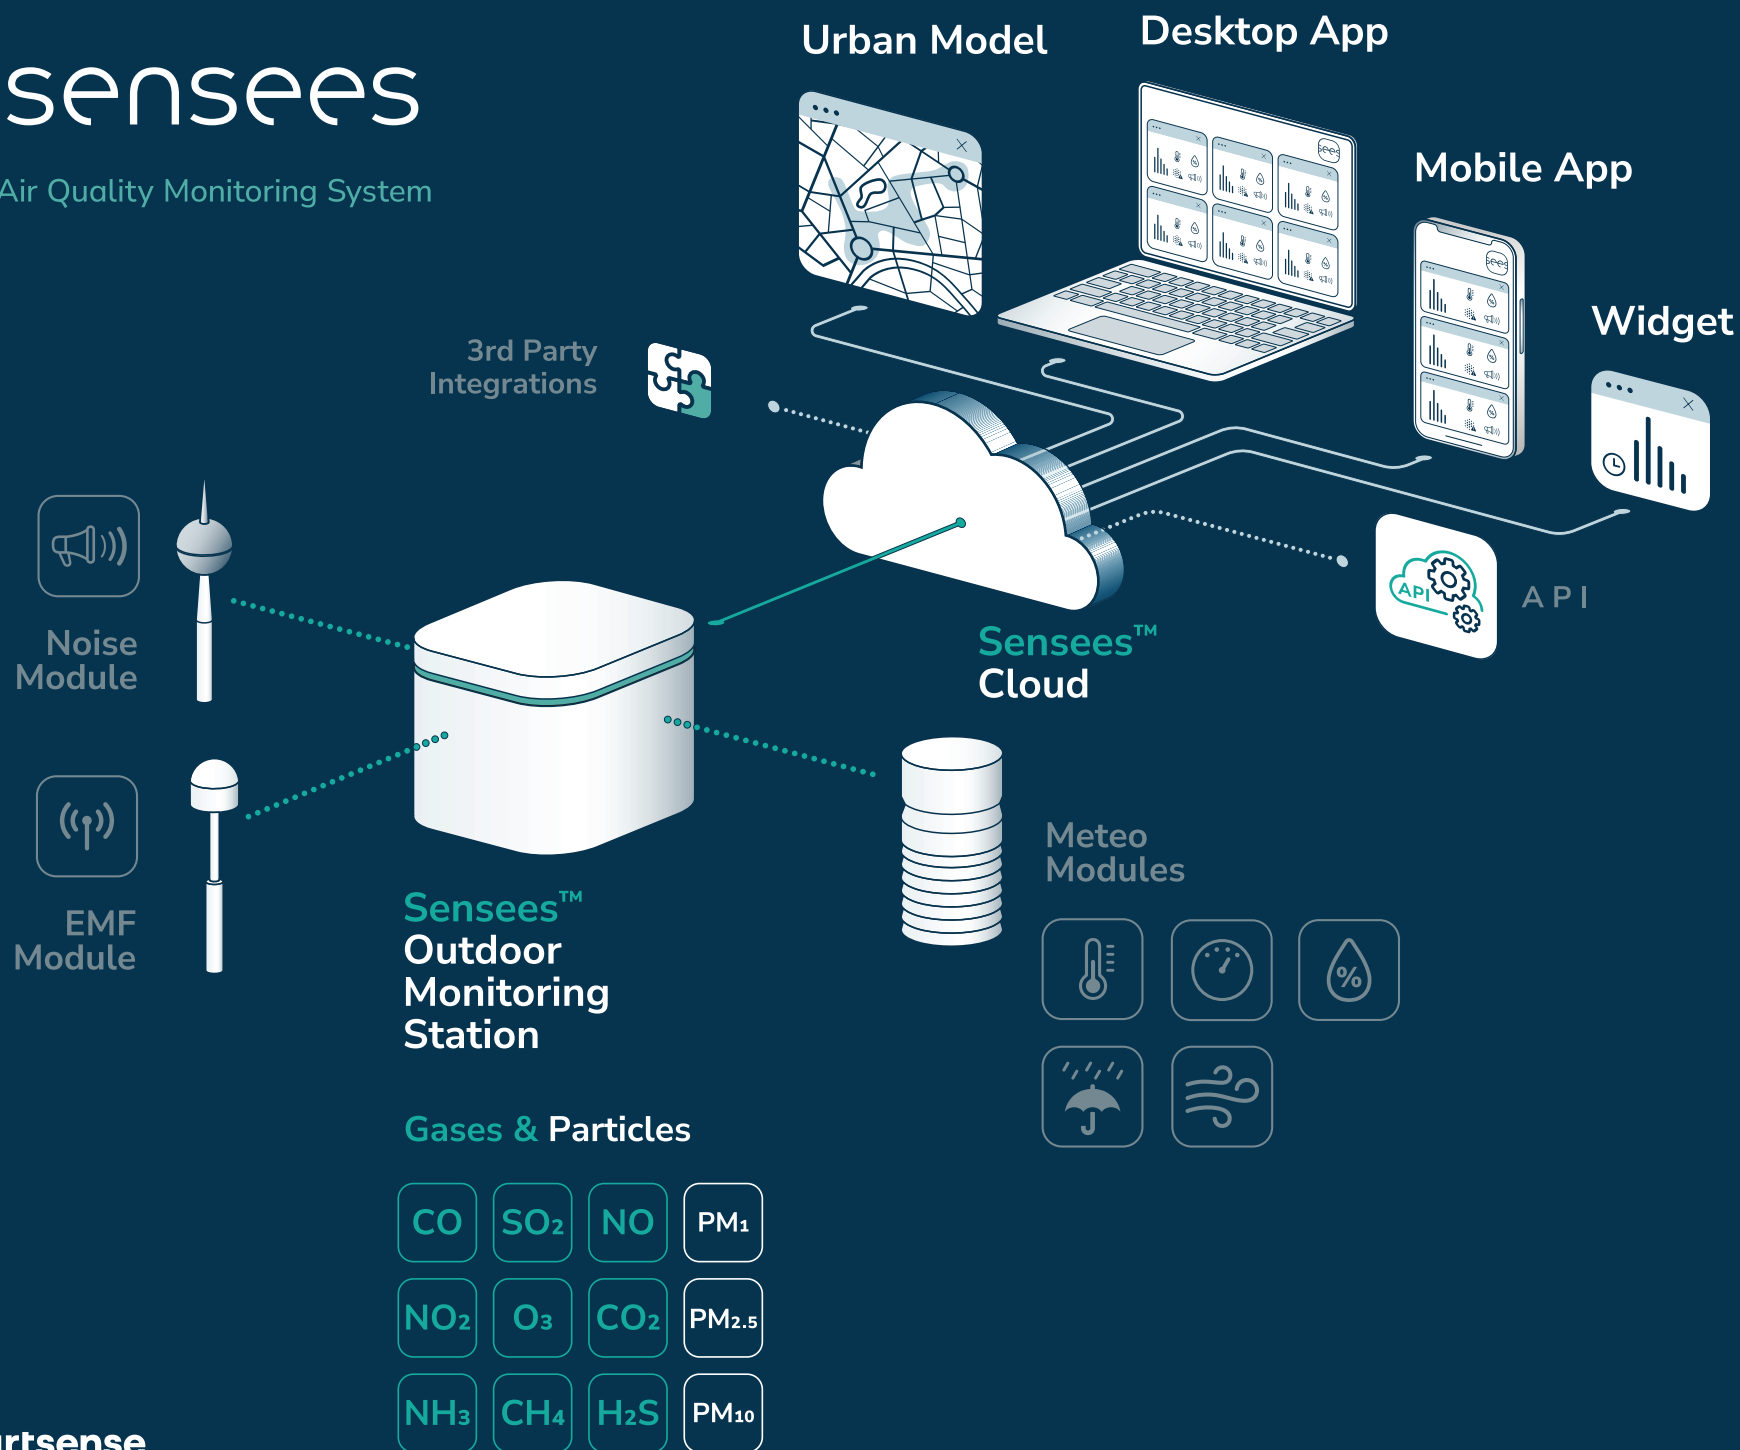 sensees
Air Quality Monitoring System
Urban Model
Desktop App
Mobile App
Widget
3rd Party
Integrations
Noise
Module
EMF
Module
API
API
Sensees™
Cloud
Sensees™
Outdoor
Monitoring
Station
Meteo
Modules
%
Gases & Particles
CO SO₂ NO PM₁
NO₂ O₃ CO₂ PM₂.₅
NH₃ CH₄ H₂S PM₁₀